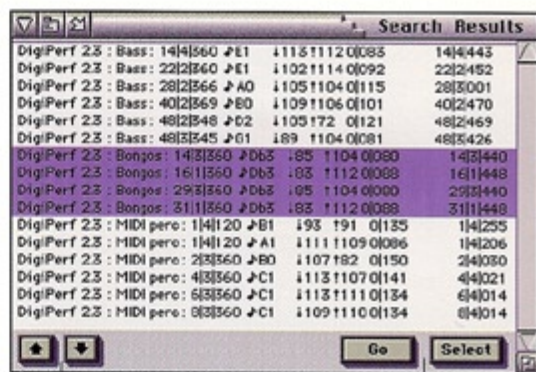 Search Results
DigiPerf 2.3 : Bass : 14|4|360 ♪E1 ↓113↑112 0|083 14|4|443
DigiPerf 2.3 : Bass : 22|2|360 ♪E1 ↓102↑114 0|092 22|2|452
DigiPerf 2.3 : Bass : 28|2|366 ♪A0 ↓105↑104 0|115 28|3|001
DigiPerf 2.3 : Bass : 40|2|369 ♪B0 ↓109↑106 0|101 40|2|470
DigiPerf 2.3 : Bass : 48|2|348 ♪D2 ↓105↑72 0|121 48|2|469
DigiPerf 2.3 : Bass : 48|3|345 ♪G1 ↓89 ↑104 0|081 48|3|426
DigiPerf 2.3 : Bongos : 14|3|360 ♪Db3 ↓85 ↑104 0|080 14|3|440
DigiPerf 2.3 : Bongos : 16|1|360 ♪Db3 ↓83 ↑112 0|088 16|1|448
DigiPerf 2.3 : Bongos : 29|3|360 ♪Db3 ↓85 ↑104 0|080 29|3|440
DigiPerf 2.3 : Bongos : 31|1|360 ♪Db3 ↓83 ↑112 0|088 31|1|448
DigiPerf 2.3 : MIDI perc : 1|4|120 ♪B1 ↓93 ↑91 0|135 1|4|255
DigiPerf 2.3 : MIDI perc : 1|4|120 ♪A1 ↓111↑109 0|086 1|4|206
DigiPerf 2.3 : MIDI perc : 2|3|360 ♪B0 ↓107↑82 0|150 2|4|030
DigiPerf 2.3 : MIDI perc : 4|3|360 ♪C1 ↓113↑107 0|141 4|4|021
DigiPerf 2.3 : MIDI perc : 6|3|360 ♪C1 ↓113↑111 0|134 6|4|014
DigiPerf 2.3 : MIDI perc : 8|3|360 ♪C1 ↓109↑110 0|134 8|4|014
Go Select